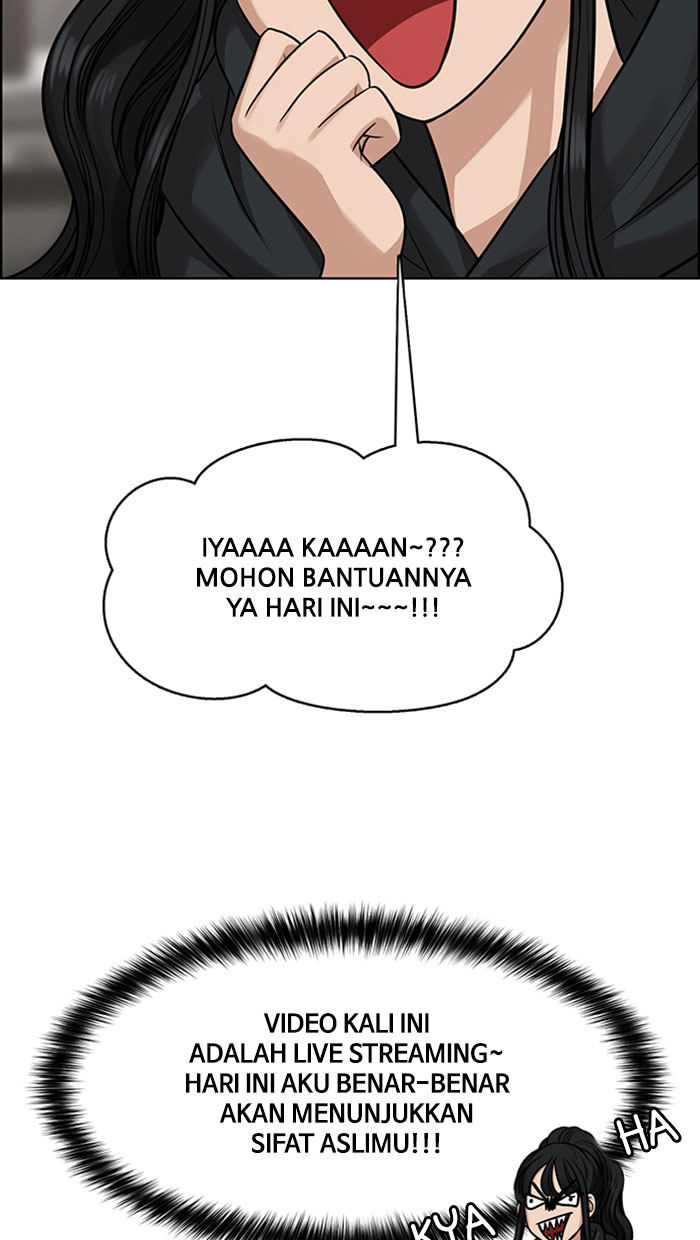 IYAAAA KAAAAN~???
MOHON BANTUANNYA
YA HARI INI~~~!!!
VIDEO KALI INI
ADALAH LIVE STREAMING~
HARI INI AKU BENAR-BENAR
AKAN MENUNJUKKAN
SIFAT ASLIMU!!!
HA
KYA